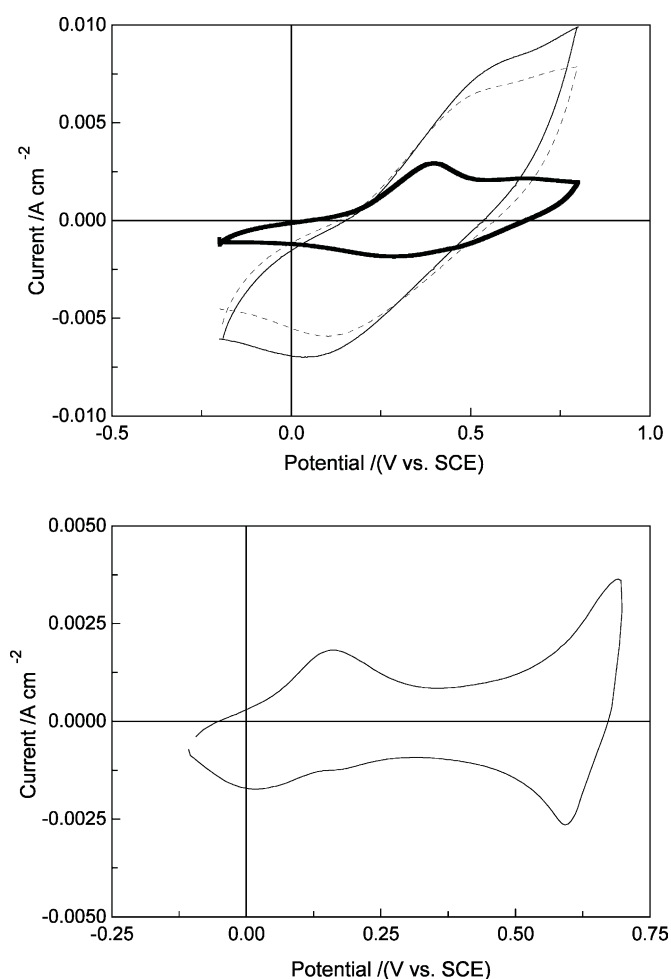 0.010
0.005
0.000
-0.005
-0.010
Current /A cm -2
-0.5 0.0 0.5 1.0
Potential /(V vs. SCE)
0.0050
0.0025
0.0000
-0.0025
-0.0050
Current /A cm -2
-0.25 0.00 0.25 0.50 0.75
Potential /(V vs. SCE)